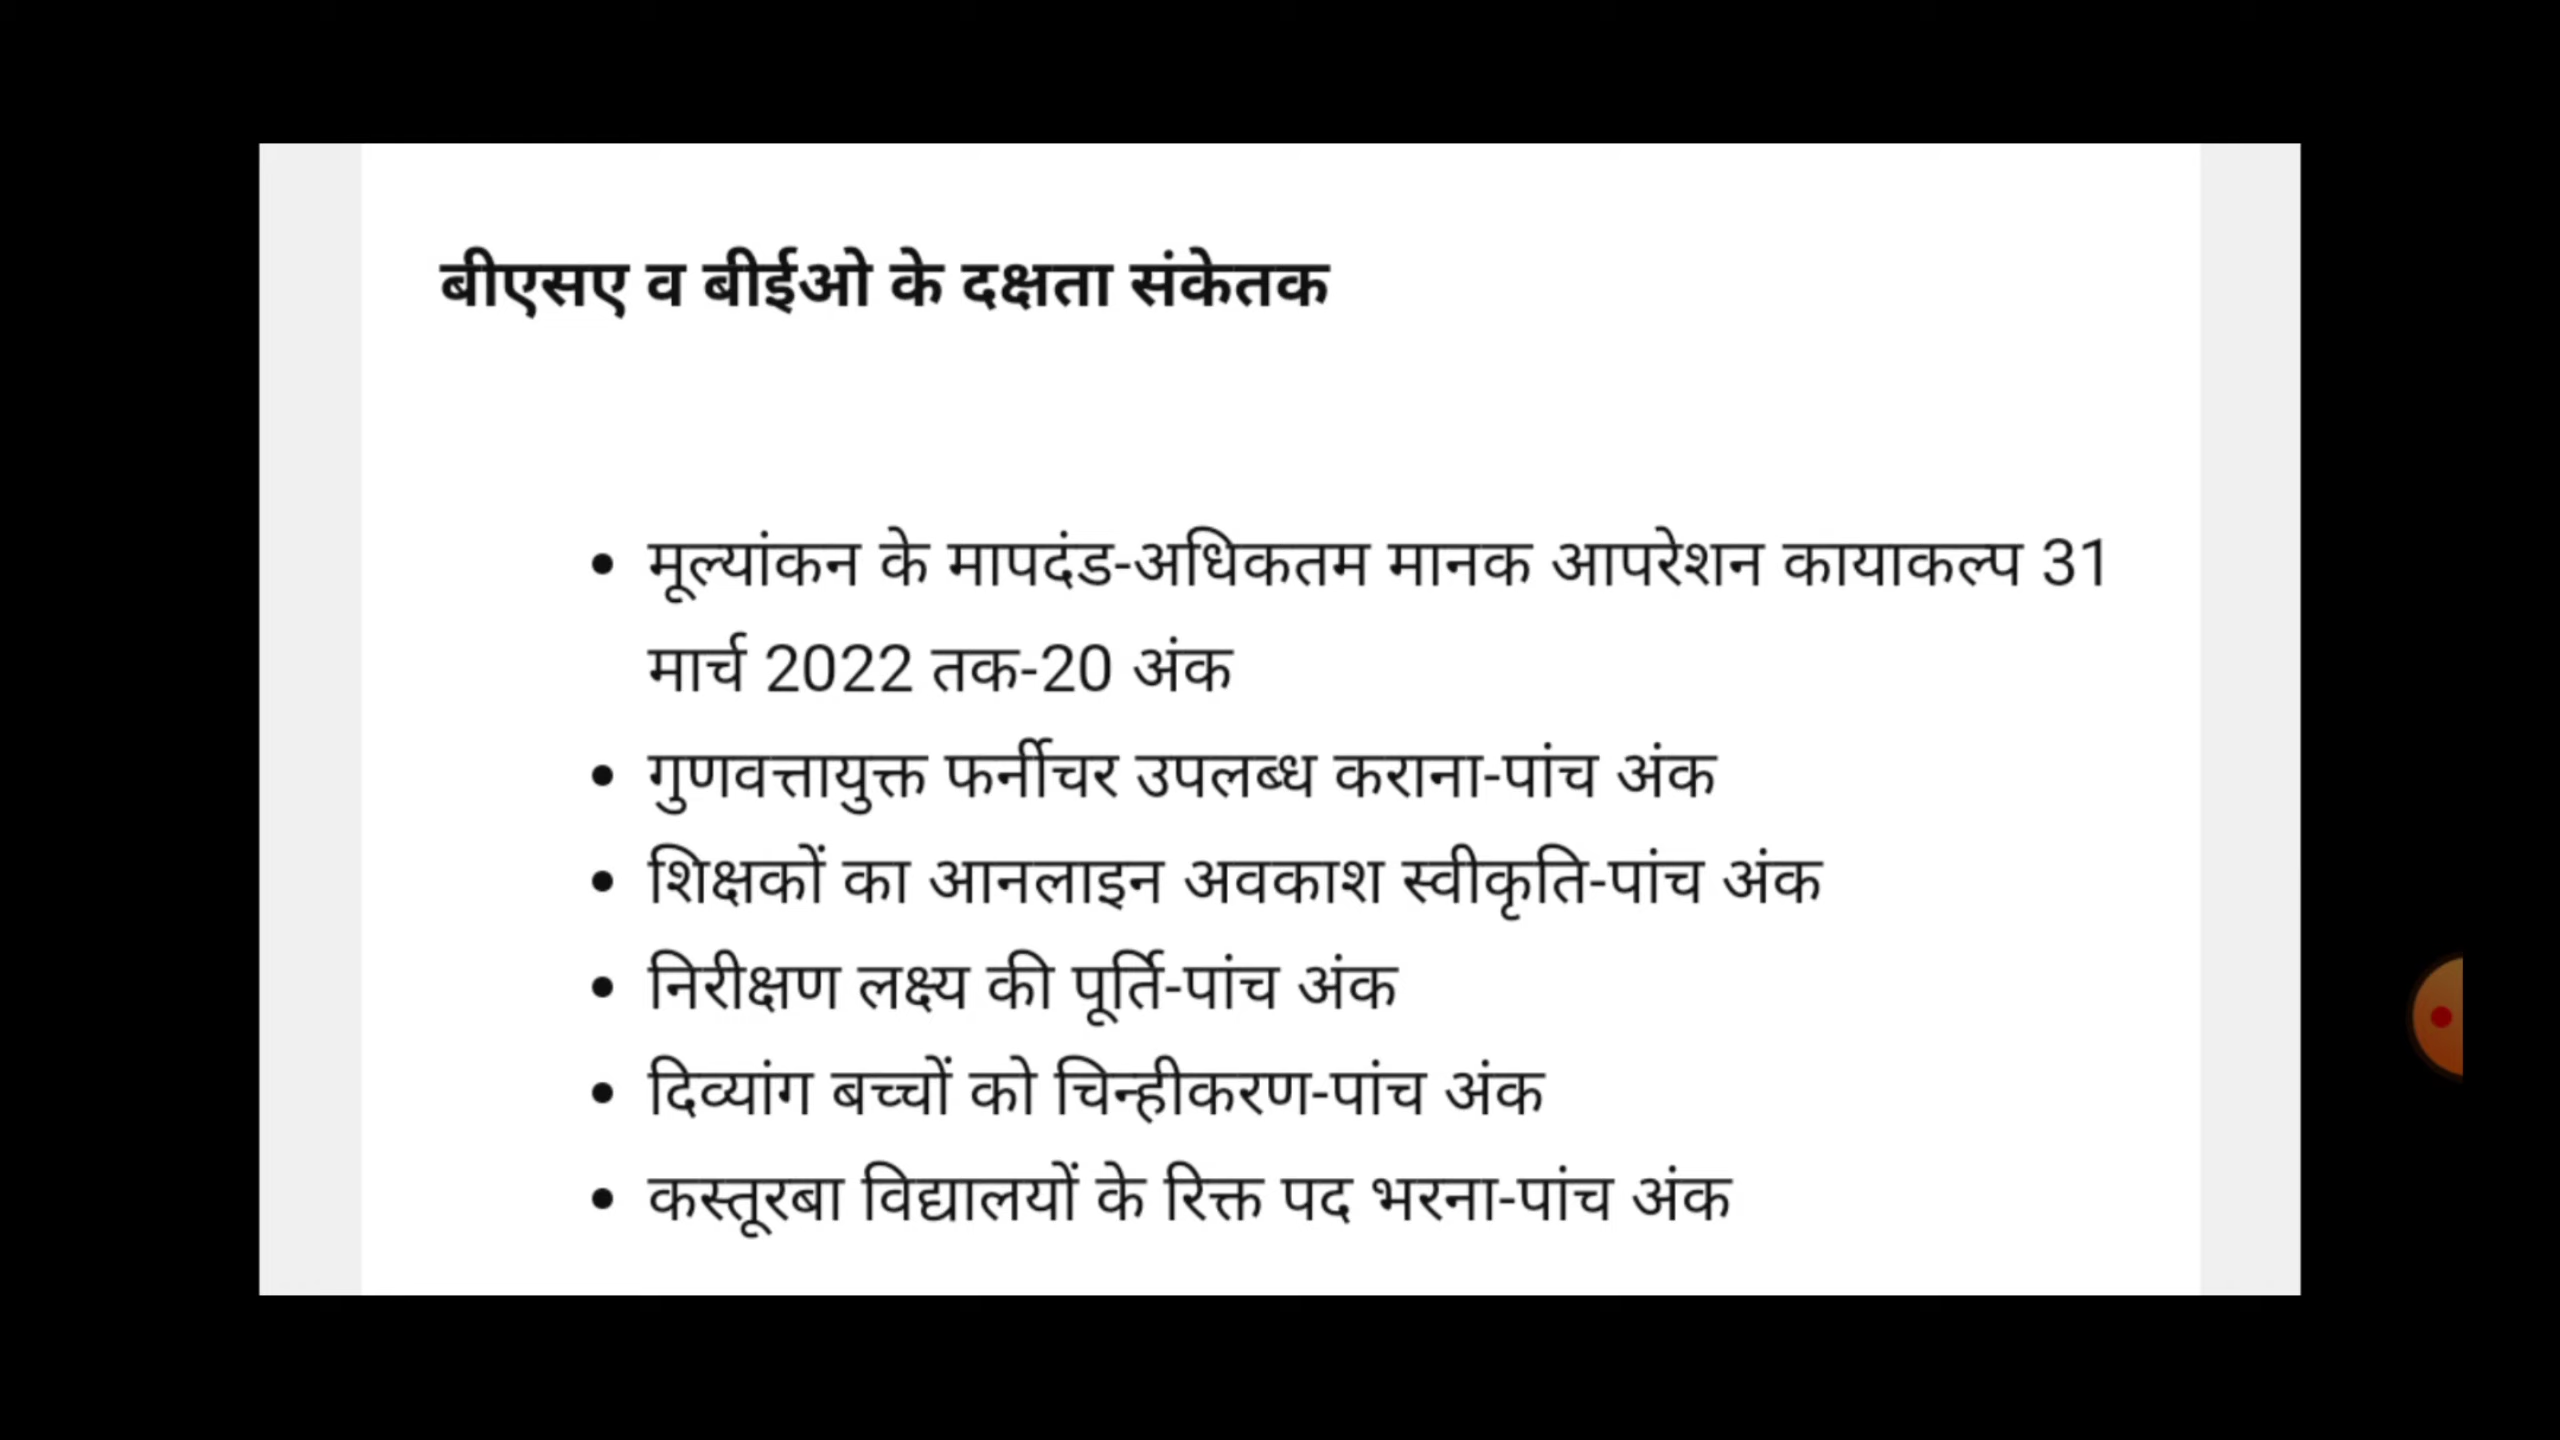 बीएसए व बीईओ के दक्षता संकेतक
• मूल्यांकन के मापदंड-अधिकतम मानक आपरेशन कायाकल्प 31
मार्च 2022 तक-20 अंक
• गुणवत्तायुक्त फर्नीचर उपलब्ध कराना-पांच अंक
• शिक्षकों का आनलाइन अवकाश स्वीकृति-पांच अंक
• निरीक्षण लक्ष्य की पूर्ति-पांच अंक
• दिव्यांग बच्चों को चिन्हीकरण-पांच अंक
• कस्तूरबा विद्यालयों के रिक्त पद भरना-पांच अंक